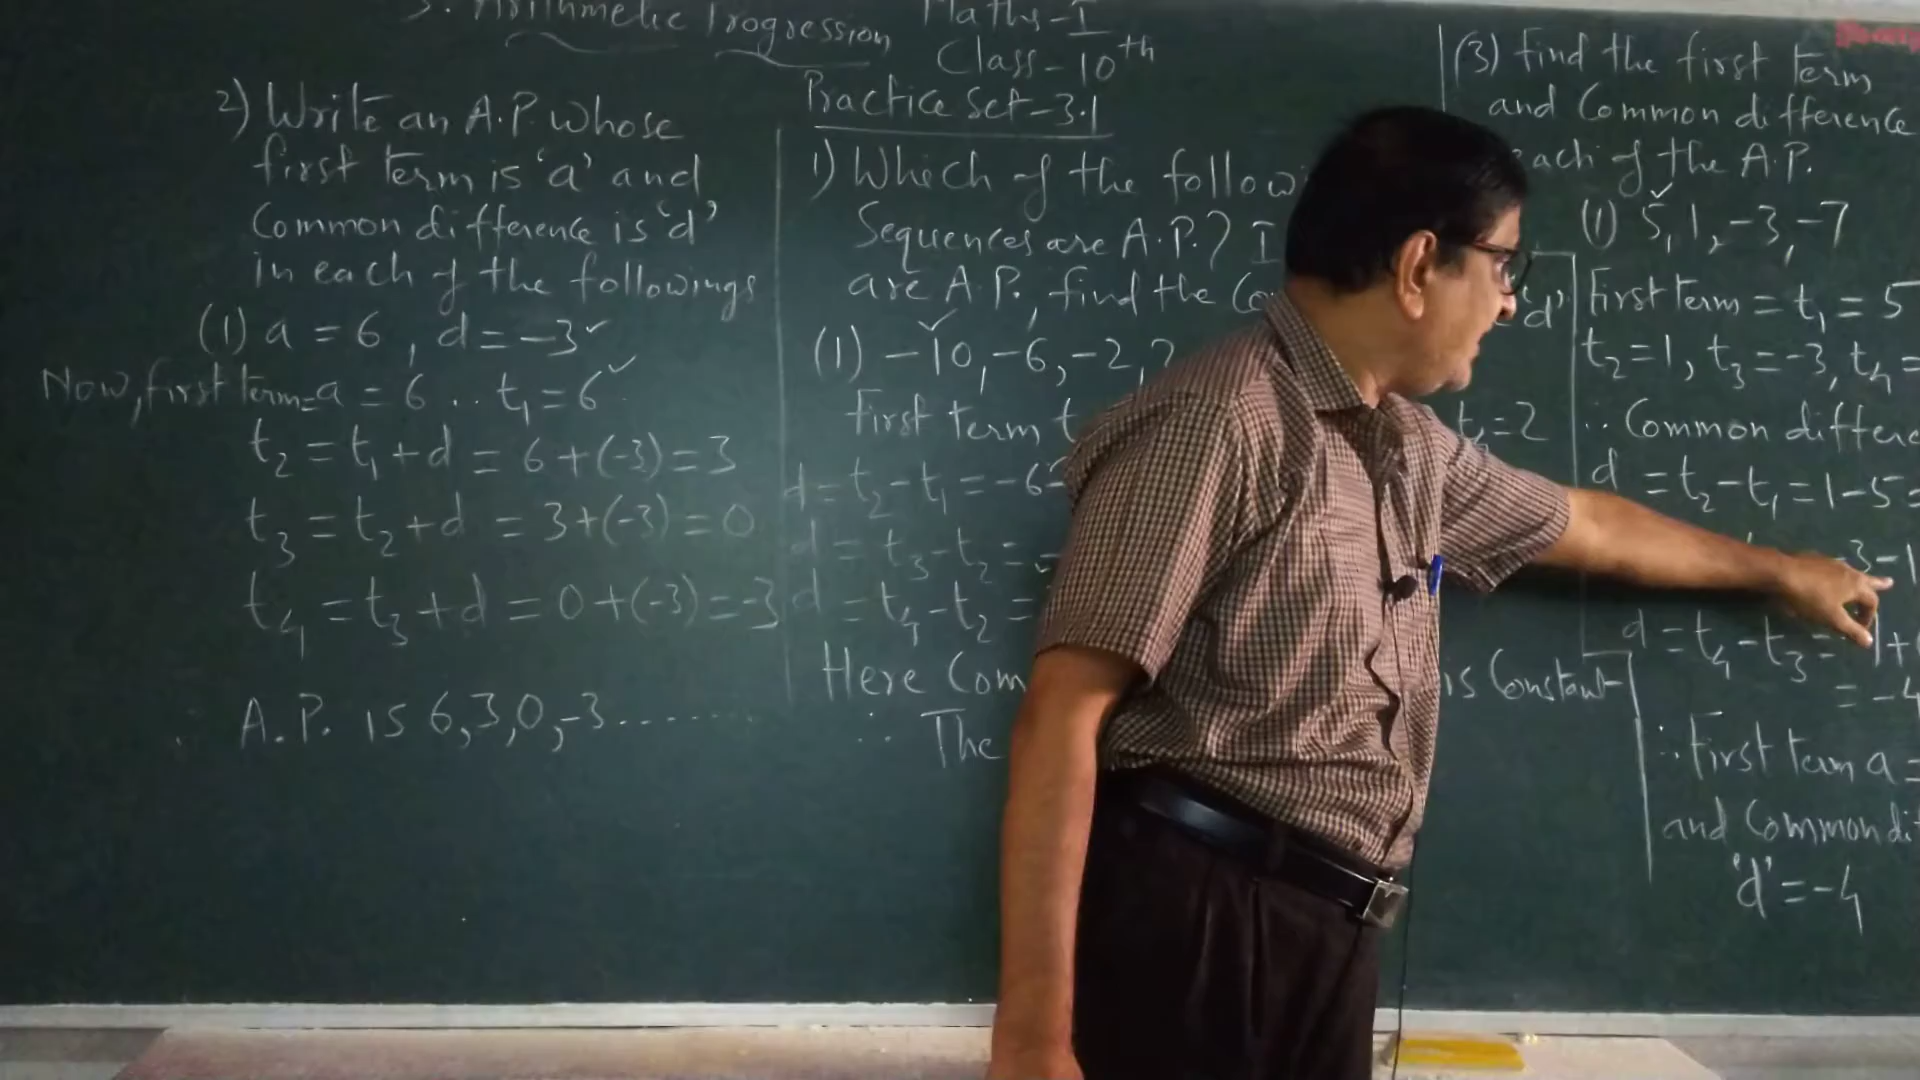 3. Arithmetic Progression
Maths-I
Class-10th
Practice Set-3.1
2) Write an A.P. whose
first term is 'a' and
Common difference is 'd'
in each of the followings
(1) a = 6, d = -3 ✓
Now, first term = a = 6 .. t1 = 6 ✓
t2 = t1 + d = 6 + (-3) = 3
t3 = t2 + d = 3 + (-3) = 0
t4 = t3 + d = 0 + (-3) = -3
∴ A.P. is 6, 3, 0, -3.......
1) Which of the
Sequences are A.P.?
are A.P., find the 'd'
(1) -10, -6, -2, 2
First term t =2
d = t2 - t1 = -6
d = t3 - t2 =
d = t4 - t2 =
Here is Constant
∴ The
(3) find the first term
and Common difference
each of the A.P.
(1) 5, 1, -3, -7
First term = t1 = 5
t2 = 1, t3 = -3, t4 =
∴ Common
d = t2 - t1 = 1 - 5 =
-3 - 1
d = t4 - t3 =
= -4
∴ first term a =
and Common
'd' = -4